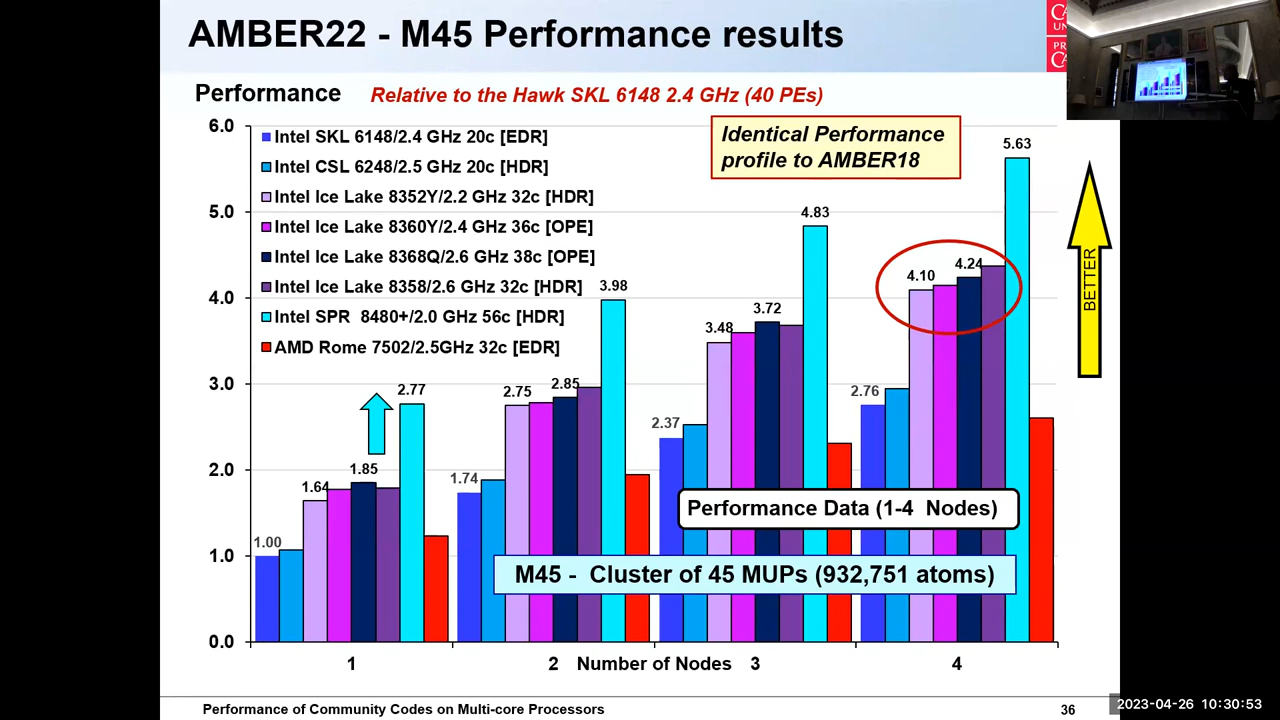 AMBER22 - M45 Performance results
CA
UN
PR
CA
Performance
Relative to the Hawk SKL 6148 2.4 GHz (40 PEs)
6.0
5.0
4.0
3.0
2.0
1.0
0.0
Intel SKL 6148/2.4 GHz 20c [EDR]
Intel CSL 6248/2.5 GHz 20c [HDR]
Intel Ice Lake 8352Y/2.2 GHz 32c [HDR]
Intel Ice Lake 8360Y/2.4 GHz 36c [OPE]
Intel Ice Lake 8368Q/2.6 GHz 38c [OPE]
Intel Ice Lake 8358/2.6 GHz 32c [HDR]
Intel SPR 8480+/2.0 GHz 56c [HDR]
AMD Rome 7502/2.5GHz 32c [EDR]
Identical Performance
profile to AMBER18
BETTER
1.00
1.64
1.85
2.77
1.74
2.75
2.85
3.98
2.37
3.48
3.72
4.83
2.76
4.10
4.24
5.63
Performance Data (1-4 Nodes)
M45 - Cluster of 45 MUPs (932,751 atoms)
1
2
Number of Nodes
3
4
Performance of Community Codes on Multi-core Processors
36
2023-04-26 10:30:53